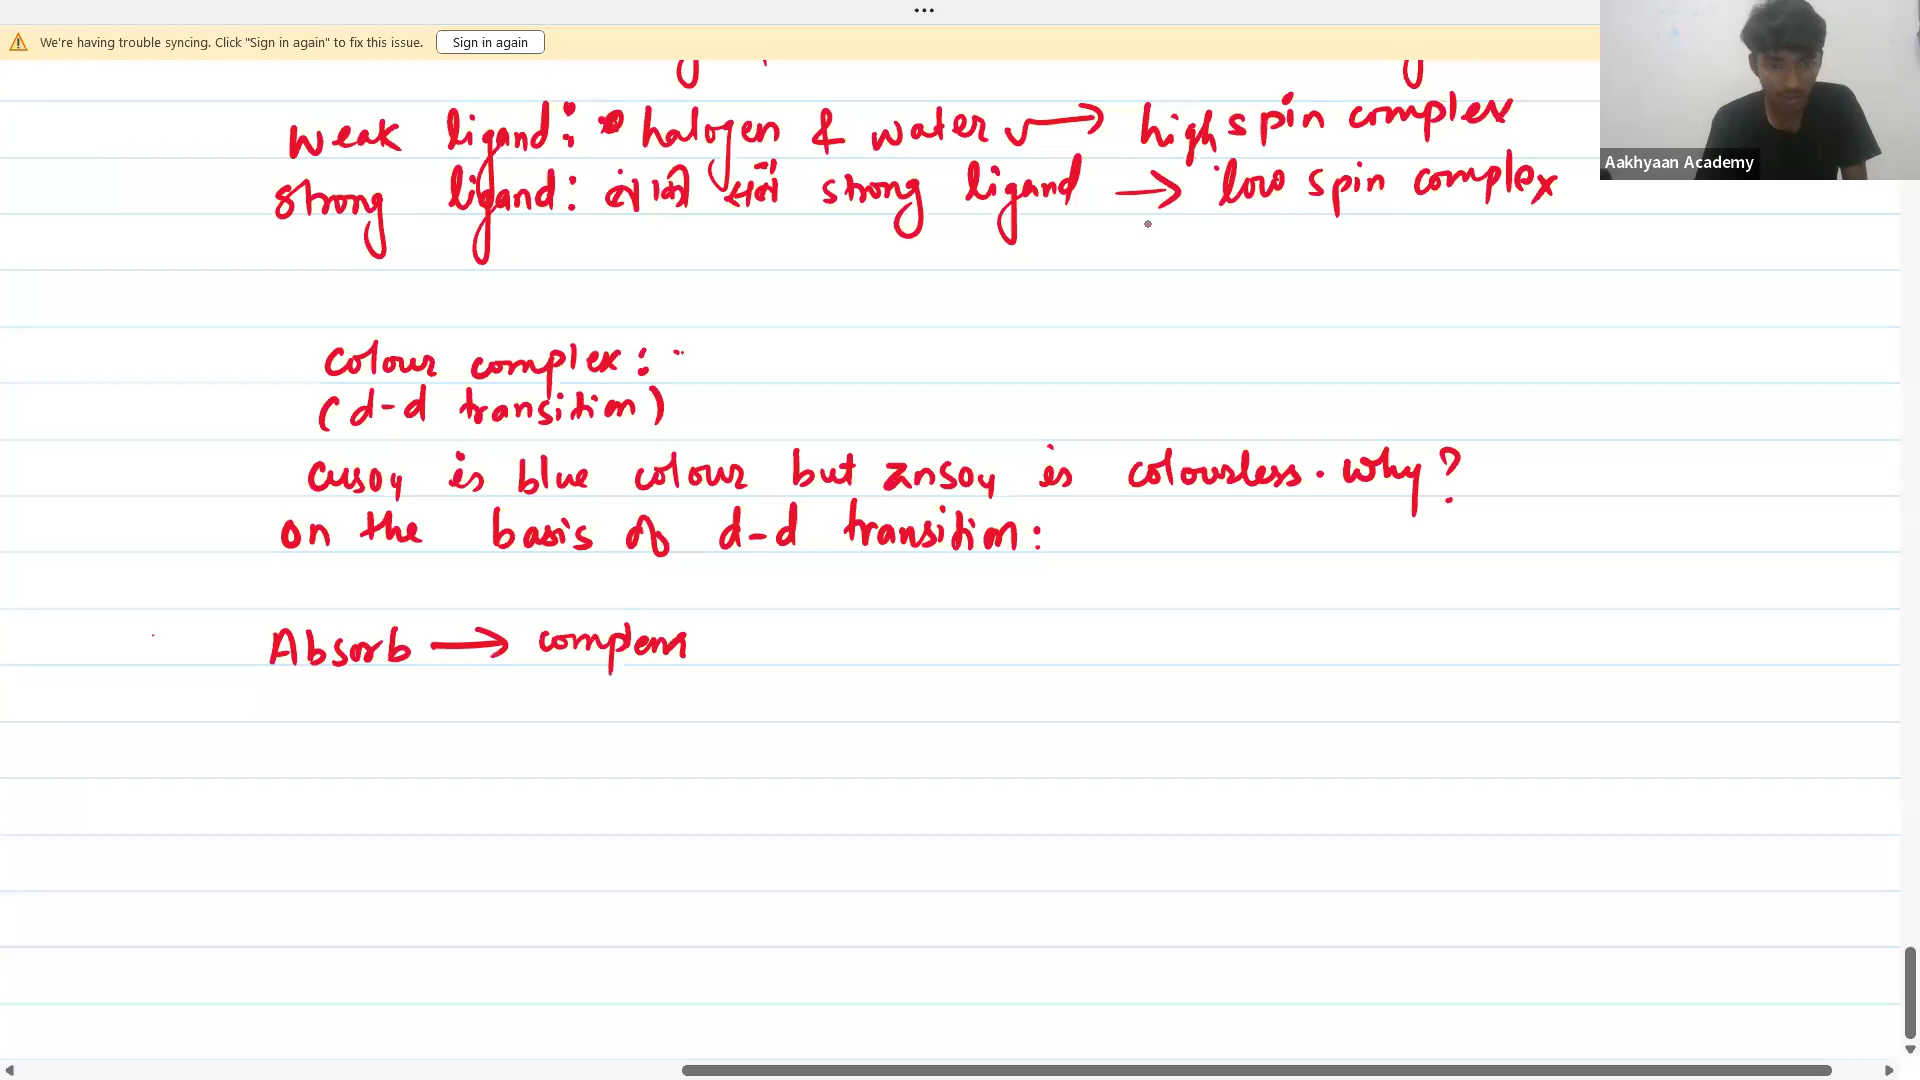 We're having trouble syncing. Click "Sign in again" to fix this issue. Sign in again
Aakhyaan Academy
weak ligand: halogen & water → high spin complex
strong ligand: strong ligand → low spin complex
colour complex:
(d-d transition)
cuso4 is blue colour but znso4 is colourless. why?
on the basis of d-d transition:
Absorb →